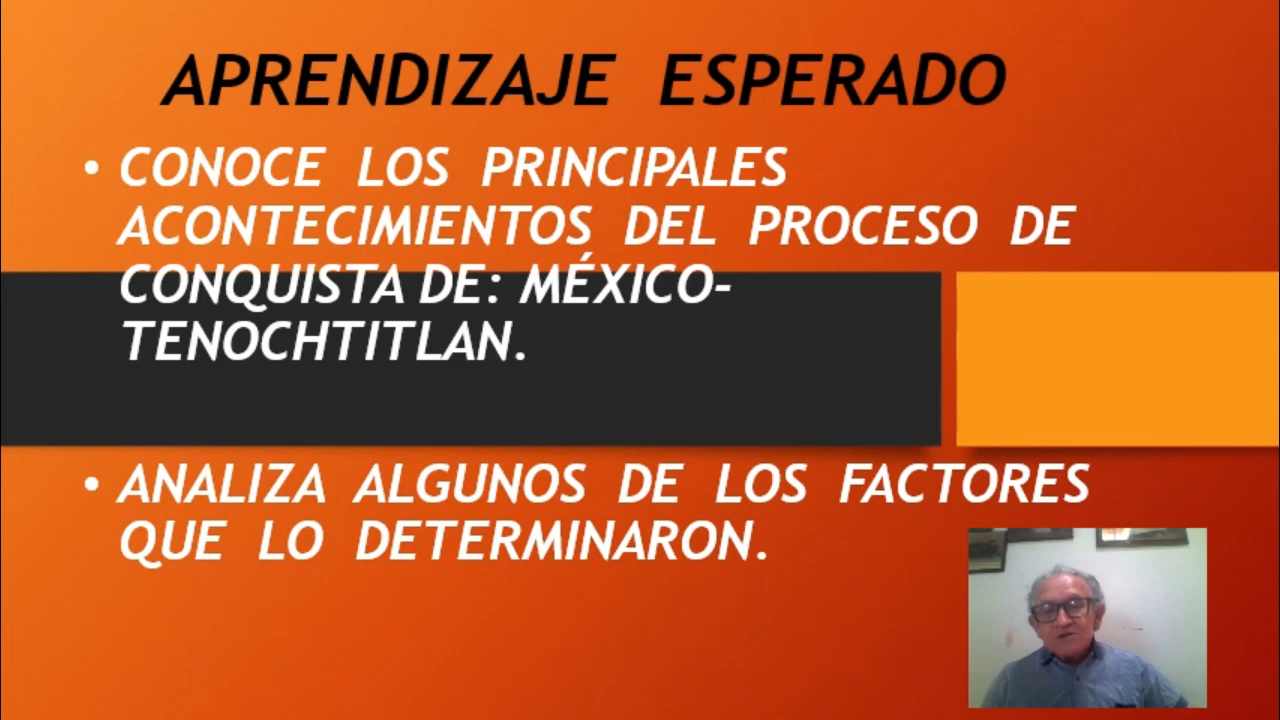 APRENDIZAJE ESPERADO
• CONOCE LOS PRINCIPALES
ACONTECIMIENTOS DEL PROCESO DE
CONQUISTA DE: MÉXICO-
TENOCHTITLAN.
• ANALIZA ALGUNOS DE LOS FACTORES
QUE LO DETERMINARON.